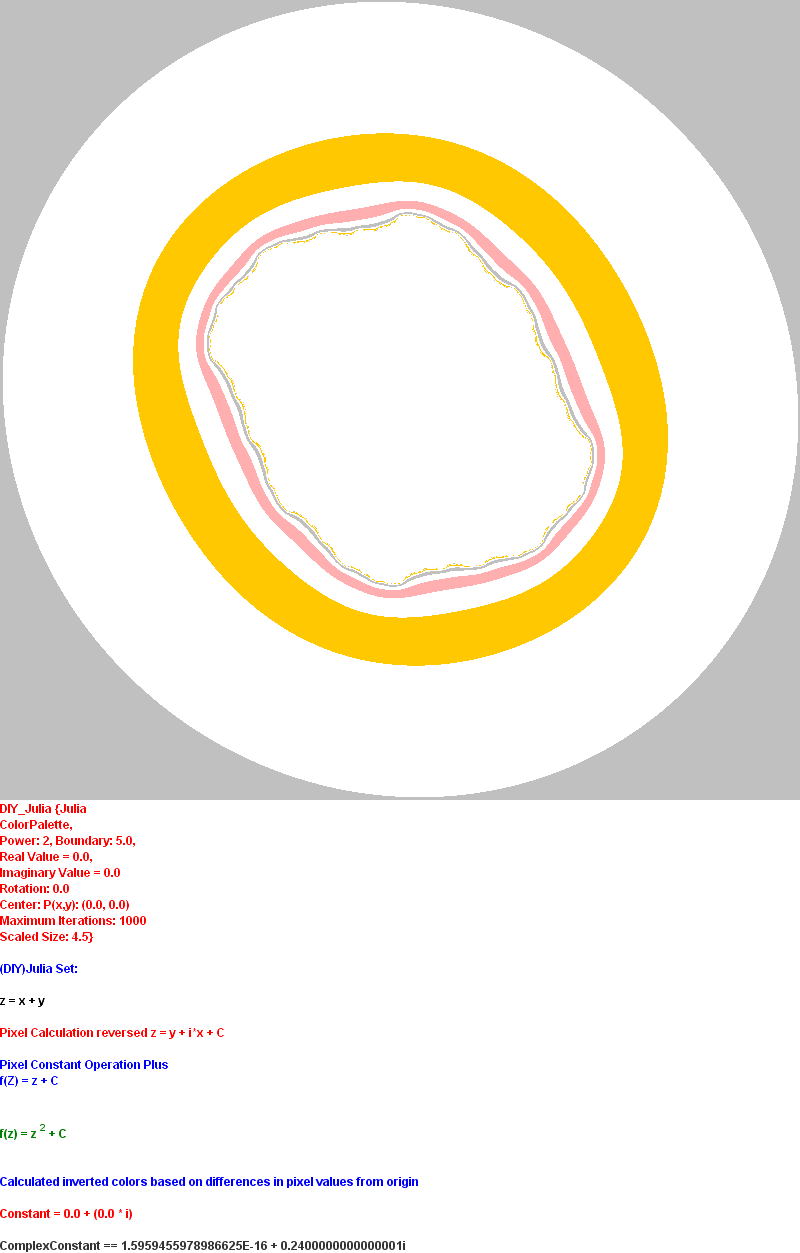 DIY_Julia {Julia
ColorPalette,
Power: 2, Boundary: 5.0,
Real Value = 0.0,
Imaginary Value = 0.0
Rotation: 0.0
Center: P(x,y): (0.0, 0.0)
Maximum Iterations: 1000
Scaled Size: 4.5}
(DIY)Julia Set:
z = x + y
Pixel Calculation reversed z = y + i*x + C
Pixel Constant Operation Plus
f(Z) = z + C
f(z) = z 2 + C
Calculated inverted colors based on differences in pixel values from origin
Constant = 0.0 + (0.0 * i)
ComplexConstant == 1.5959455978986625E-16 + 0.2400000000000001i